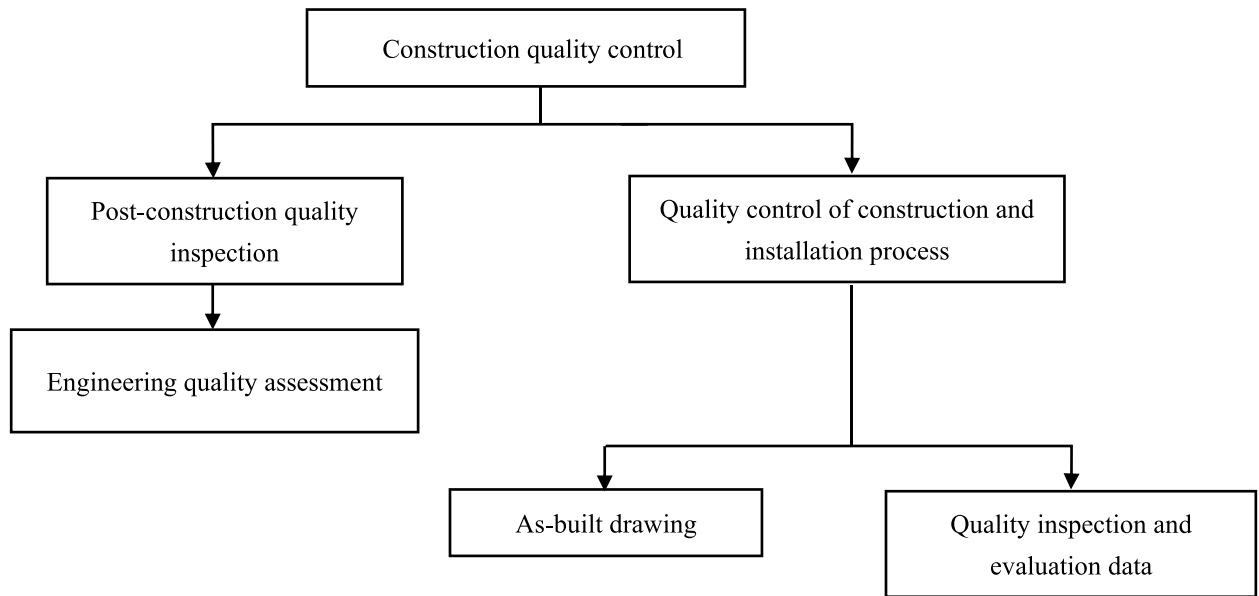 Construction quality control
Post-construction quality
inspection
Quality control of construction and
installation process
Engineering quality assessment
As-built drawing
Quality inspection and
evaluation data